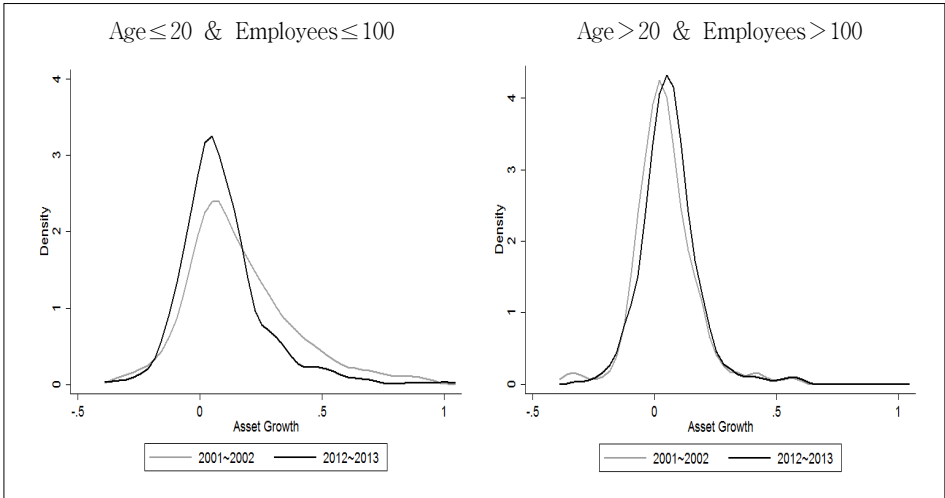 Age≤20 & Employees≤100
4
3
2
1
0
Density
-.5 0 .5 1
Asset Growth
2001~2002 2012~2013
Age>20 & Employees>100
4
3
2
1
0
Density
-.5 0 .5 1
Asset Growth
2001~2002 2012~2013